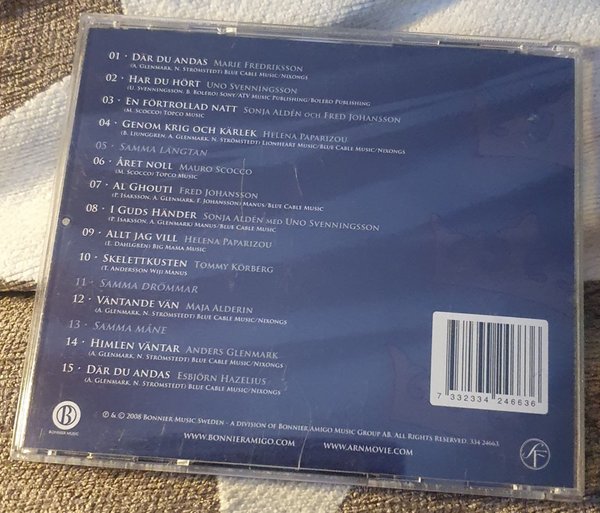 01 · Där du andas Marie Fredriksson
(A. Glenmark, N. Strömstedt) Blue Cable Music/Nixongs
02 · Har du hört Uno Svenningsson
(U. Svenningsson, B. Bolero) Sony/ATV Music Publishing/Bolero Publishing
03 · En förtrollad natt Sonja Aldén och Fred Johansson
(M. Scocco) Topco Music
04 · Genom krig och kärlek Helena Paparizou
(B. Ljunggren, A. Glenmark, N. Strömstedt) Lionheart Music/Blue Cable Music/Nixongs
05 · Samma längtan
06 · Året noll Mauro Scocco
(M. Scocco) Topco Music
07 · Al Ghouti Fred Johansson
(P. Isaksson, A. Glenmark, F. Johansson) Manus/Blue Cable Music
08 · I Guds händer Sonja Aldén med Uno Svenningsson
(P. Isaksson, A. Glenmark) Manus/Blue Cable Music
09 · Allt jag vill Helena Paparizou
(E. Dahlgren) Big Mama Music
10 · Skelettkusten Tommy Körberg
(T. Andersson Wij) Manus
11 · Samma drömmar
12 · Väntande vän Maja Alderin
(A. Glenmark, N. Strömstedt) Blue Cable Music/Nixongs
13 · Samma måne
14 · Himlen väntar Anders Glenmark
(A. Glenmark, N. Strömstedt) Blue Cable Music/Nixongs
15 · Där du andas Esbjörn Hazelius
(A. Glenmark, N. Strömstedt) Blue Cable Music/Nixongs
7 332334 246636
B
Bonnier Music
℗ & © 2008 Bonnier Music Sweden - a division of Bonnier Amigo Music Group AB. All Rights Reserved. 334 24663.
www.bonnieramigo.com www.arnmovie.com
SF